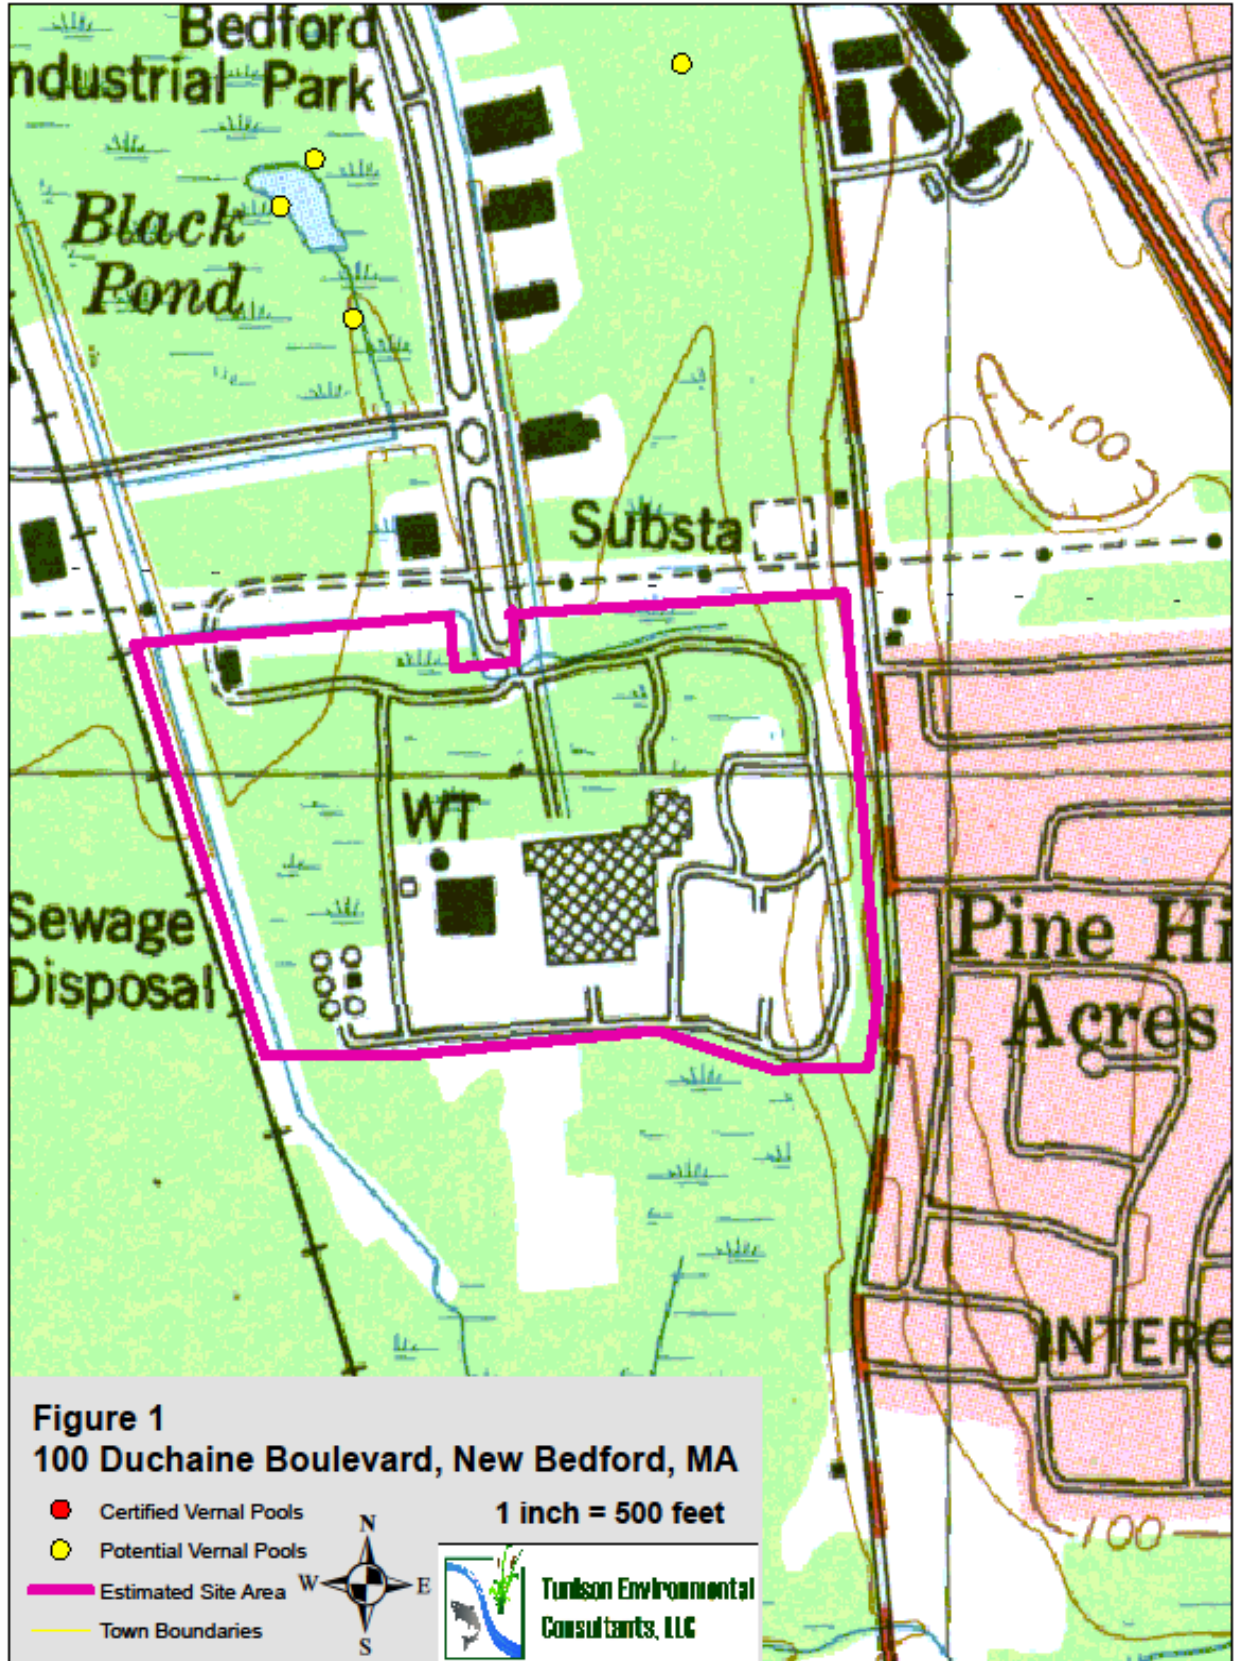 Bedford
ndustrial Park
Black
Pond
100
Substa
WT
Sewage
Disposal
Pine Hi
Acres
INTERC
100
Figure 1
100 Duchaine Boulevard, New Bedford, MA
Certified Vernal Pools
1 inch = 500 feet
Potential Vernal Pools
Estimated Site Area
Town Boundaries
N
W
E
S
Tunison Environmental
Consultants, LLC